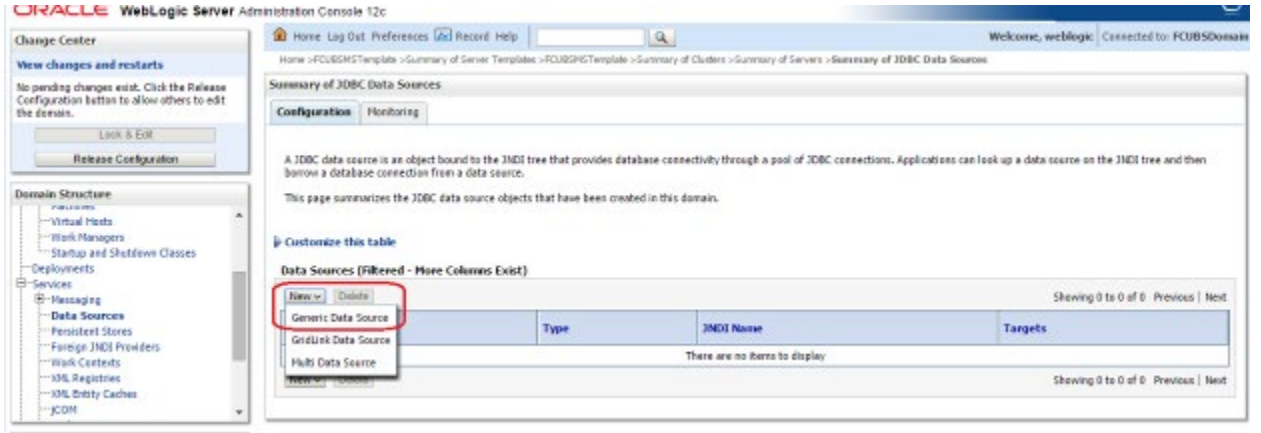 ORACLE WebLogic Server Administration Console 12c
Change Center
View changes and restarts
No pending changes exist. Click the Release
Configuration button to allow others to edit
the domain.
Lock & Edit
Release Configuration
Domain Structure
Machines
Virtual Hosts
Work Managers
Startup and Shutdown Classes
Deployments
Services
Messaging
Data Sources
Persistent Stores
Foreign JNDI Providers
Work Contexts
XML Registries
XML Entity Caches
jCOM
Home Log Out Preferences Record Help
Welcome, weblogic Connected to: FCUBSDomain
Home >FCUBSMSTemplate >Summary of Server Templates >FCUBSMSTemplate >Summary of Clusters >Summary of Servers >Summary of JDBC Data Sources
Summary of JDBC Data Sources
Configuration Monitoring
A JDBC data source is an object bound to the JNDI tree that provides database connectivity through a pool of JDBC connections. Applications can look up a data source on the JNDI tree and then
borrow a database connection from a data source.
This page summarizes the JDBC data source objects that have been created in this domain.
Customize this table
Data Sources (Filtered - More Columns Exist)
New Delete
Showing 0 to 0 of 0 Previous | Next
Generic Data Source
GridLink Data Source
Multi Data Source
Type JNDI Name Targets
There are no items to display
New Delete
Showing 0 to 0 of 0 Previous | Next